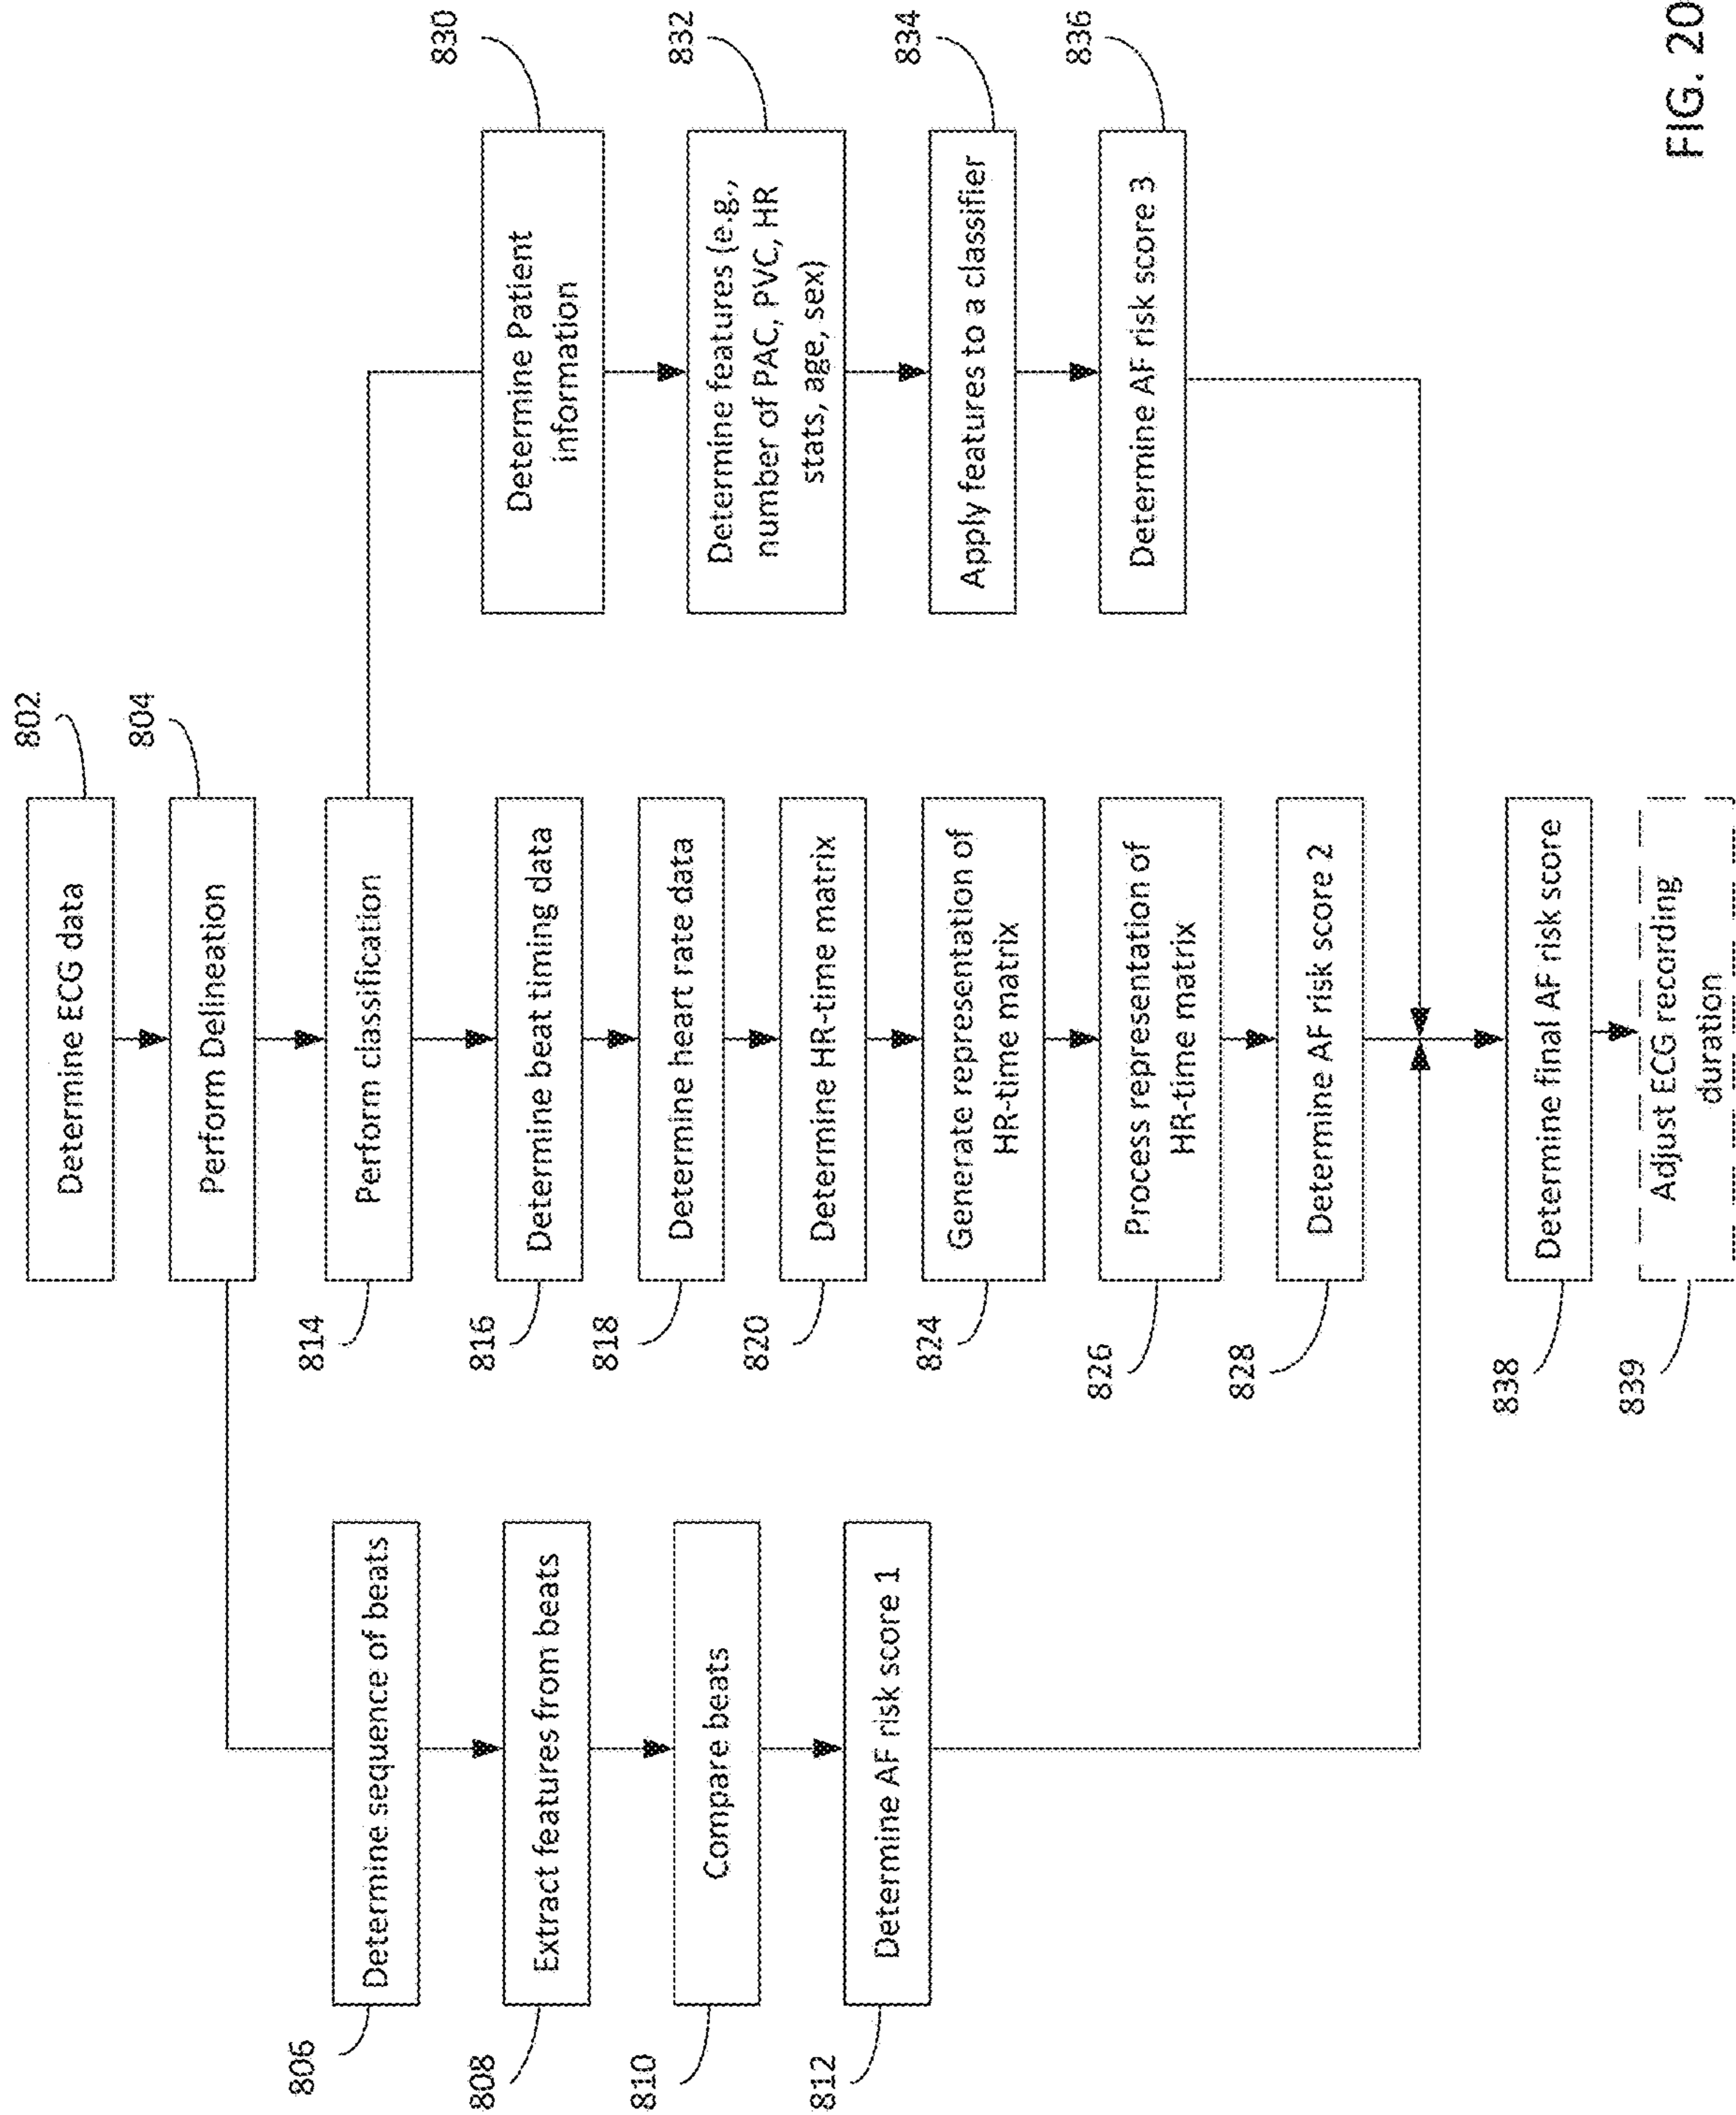 802
Determine ECG data
804
Perform Delineation
806
Determine sequence of beats
808
Extract features from beats
810
Compare beats
812
Determine AF risk score 1
814
Perform classification
816
Determine beat timing data
818
Determine heart rate data
820
Determine HR-time matrix
824
Generate representation of
HR-time matrix
826
Process representation of
HR-time matrix
828
Determine AF risk score 2
830
Determine Patient
information
832
Determine features (e.g.,
number of PAC, PVC, HR
stats, age, sex)
834
Apply features to a classifier
836
Determine AF risk score 3
838
Determine final AF risk score
839
Adjust ECG recording
duration
FIG. 20